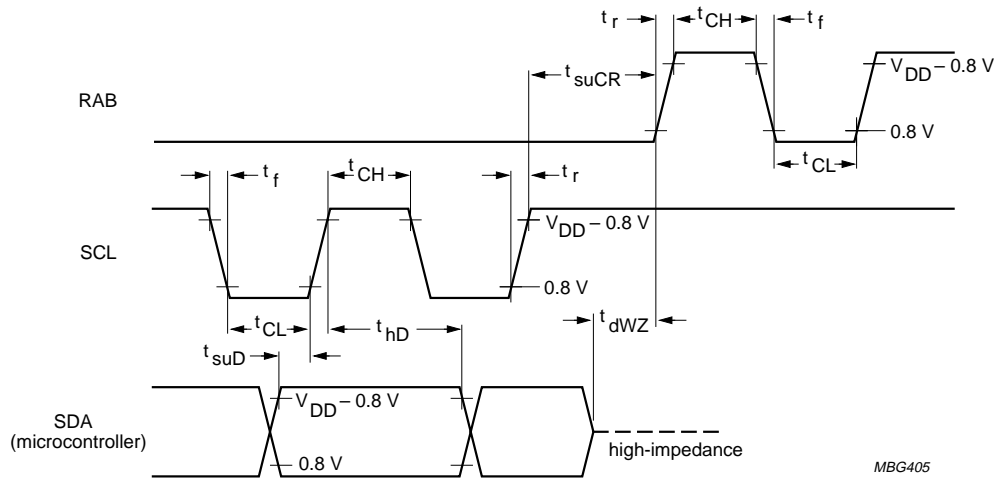 t r t CH t f
t suCR
V DD – 0.8 V
RAB
0.8 V
t CL
t f t CH t r
V DD – 0.8 V
SCL
0.8 V
t CL t hD t dWZ
t suD
V DD – 0.8 V
SDA
(microcontroller)
0.8 V
high-impedance
MBG405